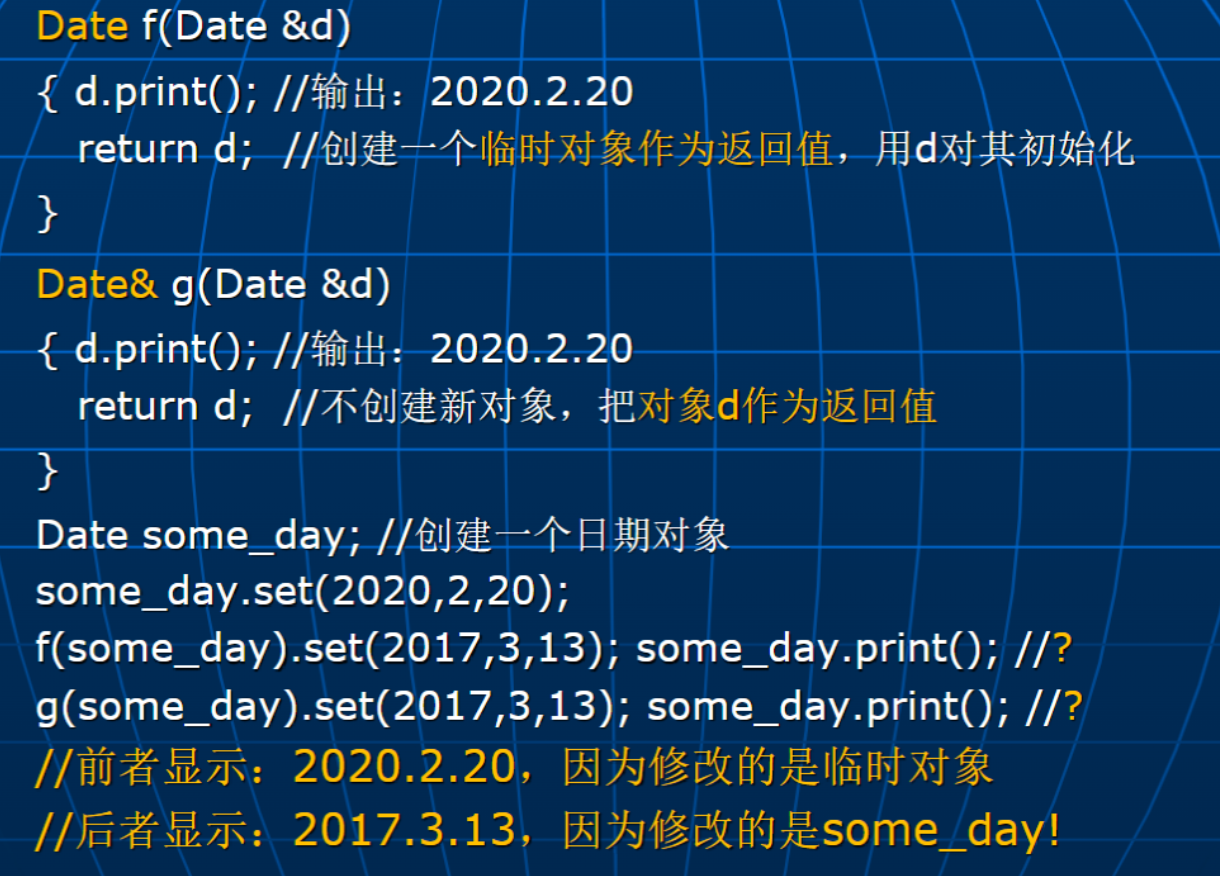 Date f(Date &d)
{ d.print(); //输出：2020.2.20
return d; //创建一个临时对象作为返回值，用d对其初始化
}
Date& g(Date &d)
{ d.print(); //输出：2020.2.20
return d; //不创建新对象，把对象d作为返回值
}
Date some_day; //创建一个日期对象
some_day.set(2020,2,20);
f(some_day).set(2017,3,13); some_day.print(); //?
g(some_day).set(2017,3,13); some_day.print(); //?
//前者显示：2020.2.20，因为修改的是临时对象
//后者显示：2017.3.13，因为修改的是some_day!